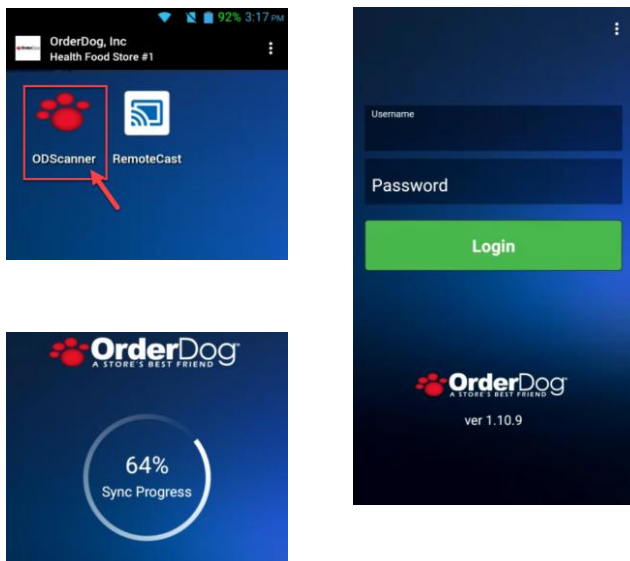 92% 3:17 PM
OrderDog, Inc
Health Food Store #1
ODScanner RemoteCast
OrderDog
A STORE'S BEST FRIEND
64%
Sync Progress
Username
Password
Login
OrderDog
A STORE'S BEST FRIEND
ver 1.10.9